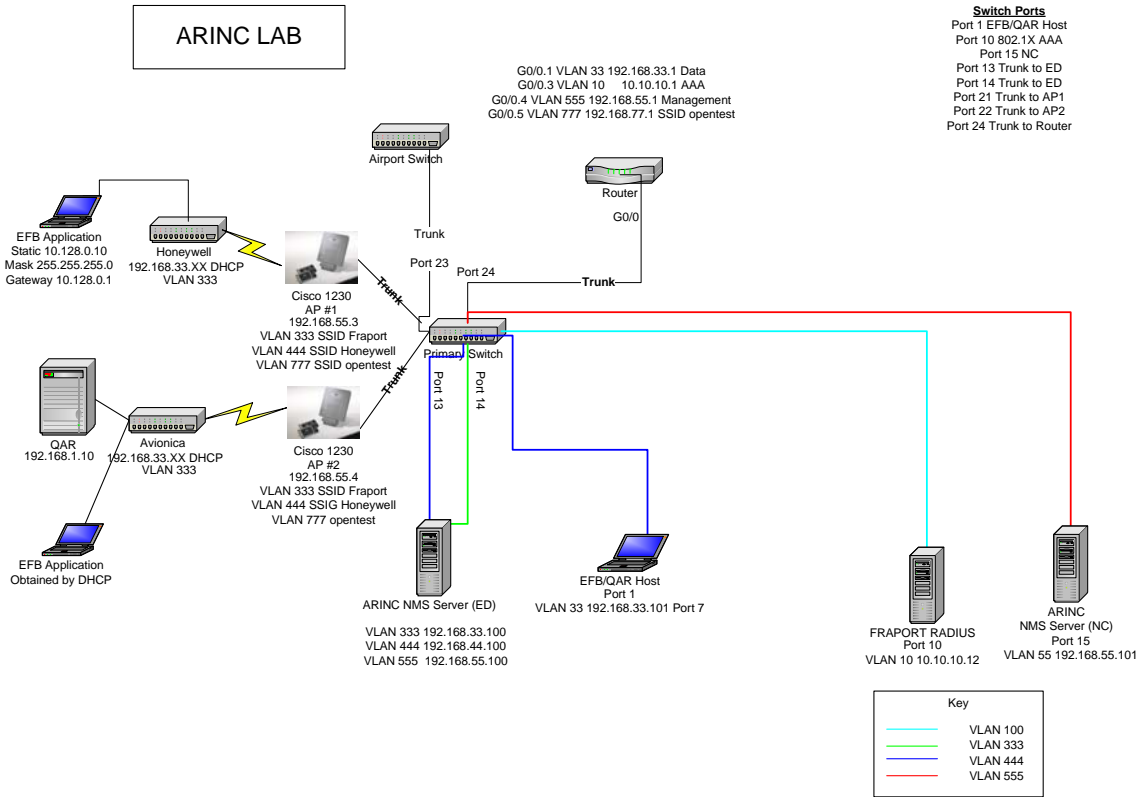 ARINC LAB
Switch Ports
Port 1 EFB/QAR Host
Port 10 802.1X AAA
Port 15 NC
Port 13 Trunk to ED
Port 14 Trunk to ED
Port 21 Trunk to AP1
Port 22 Trunk to AP2
Port 24 Trunk to Router
G0/0.1 VLAN 33 192.168.33.1 Data
G0/0.3 VLAN 10 10.10.10.1 AAA
G0/0.4 VLAN 555 192.168.55.1 Management
G0/0.5 VLAN 777 192.168.77.1 SSID opentest
Airport Switch
Router
G0/0
Trunk
Port 23
Port 24
Trunk
EFB Application
Static 10.128.0.10
Mask 255.255.255.0
Gateway 10.128.0.1
Honeywell
192.168.33.XX DHCP
VLAN 333
Trunk
Cisco 1230
AP #1
192.168.55.3
VLAN 333 SSID Fraport
VLAN 444 SSID Honeywell
VLAN 777 SSID opentest
Primary Switch
Trunk
Port 13
Port 14
QAR
192.168.1.10
Avionica
192.168.33.XX DHCP
VLAN 333
Cisco 1230
AP #2
192.168.55.4
VLAN 333 SSID Fraport
VLAN 444 SSIG Honeywell
VLAN 777 opentest
EFB Application
Obtained by DHCP
ARINC NMS Server (ED)
VLAN 333 192.168.33.100
VLAN 444 192.168.44.100
VLAN 555 192.168.55.100
EFB/QAR Host
Port 1
VLAN 33 192.168.33.101 Port 7
FRAPORT RADIUS
Port 10
VLAN 10 10.10.10.12
ARINC
NMS Server (NC)
Port 15
VLAN 55 192.168.55.101
Key
VLAN 100
VLAN 333
VLAN 444
VLAN 555